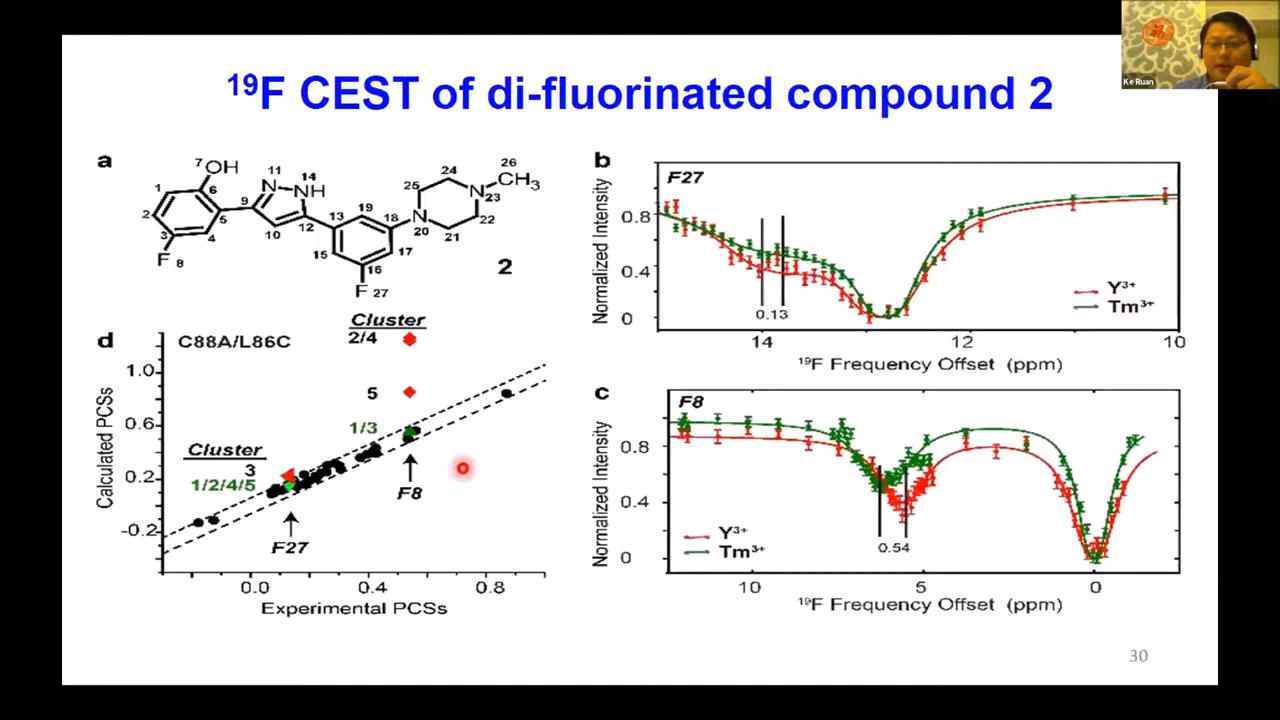 ¹⁹F CEST of di-fluorinated compound 2
Ke Ruan
a
7 OH
11 N
14 NH
1
2
3
4
5
6
F 8
9
10
12
13
15
16
17
18
19
N 20
21
22
N 23
24
25
26 CH₃
F 27
2
b
F27
Normalized Intensity
0.8
0.4
0
0.13
Y³⁺
Tm³⁺
14 12 10
¹⁹F Frequency Offset (ppm)
d
C88A/L86C
Cluster
2/4
5
1/3
Cluster
3
1/2/4/5
F8
F27
Calculated PCSs
1.0
0.6
0.2
-0.2
0.0 0.4 0.8
Experimental PCSs
c
F8
Normalized Intensity
0.8
0.4
0
0.54
Y³⁺
Tm³⁺
10 5 0
¹⁹F Frequency Offset (ppm)
30